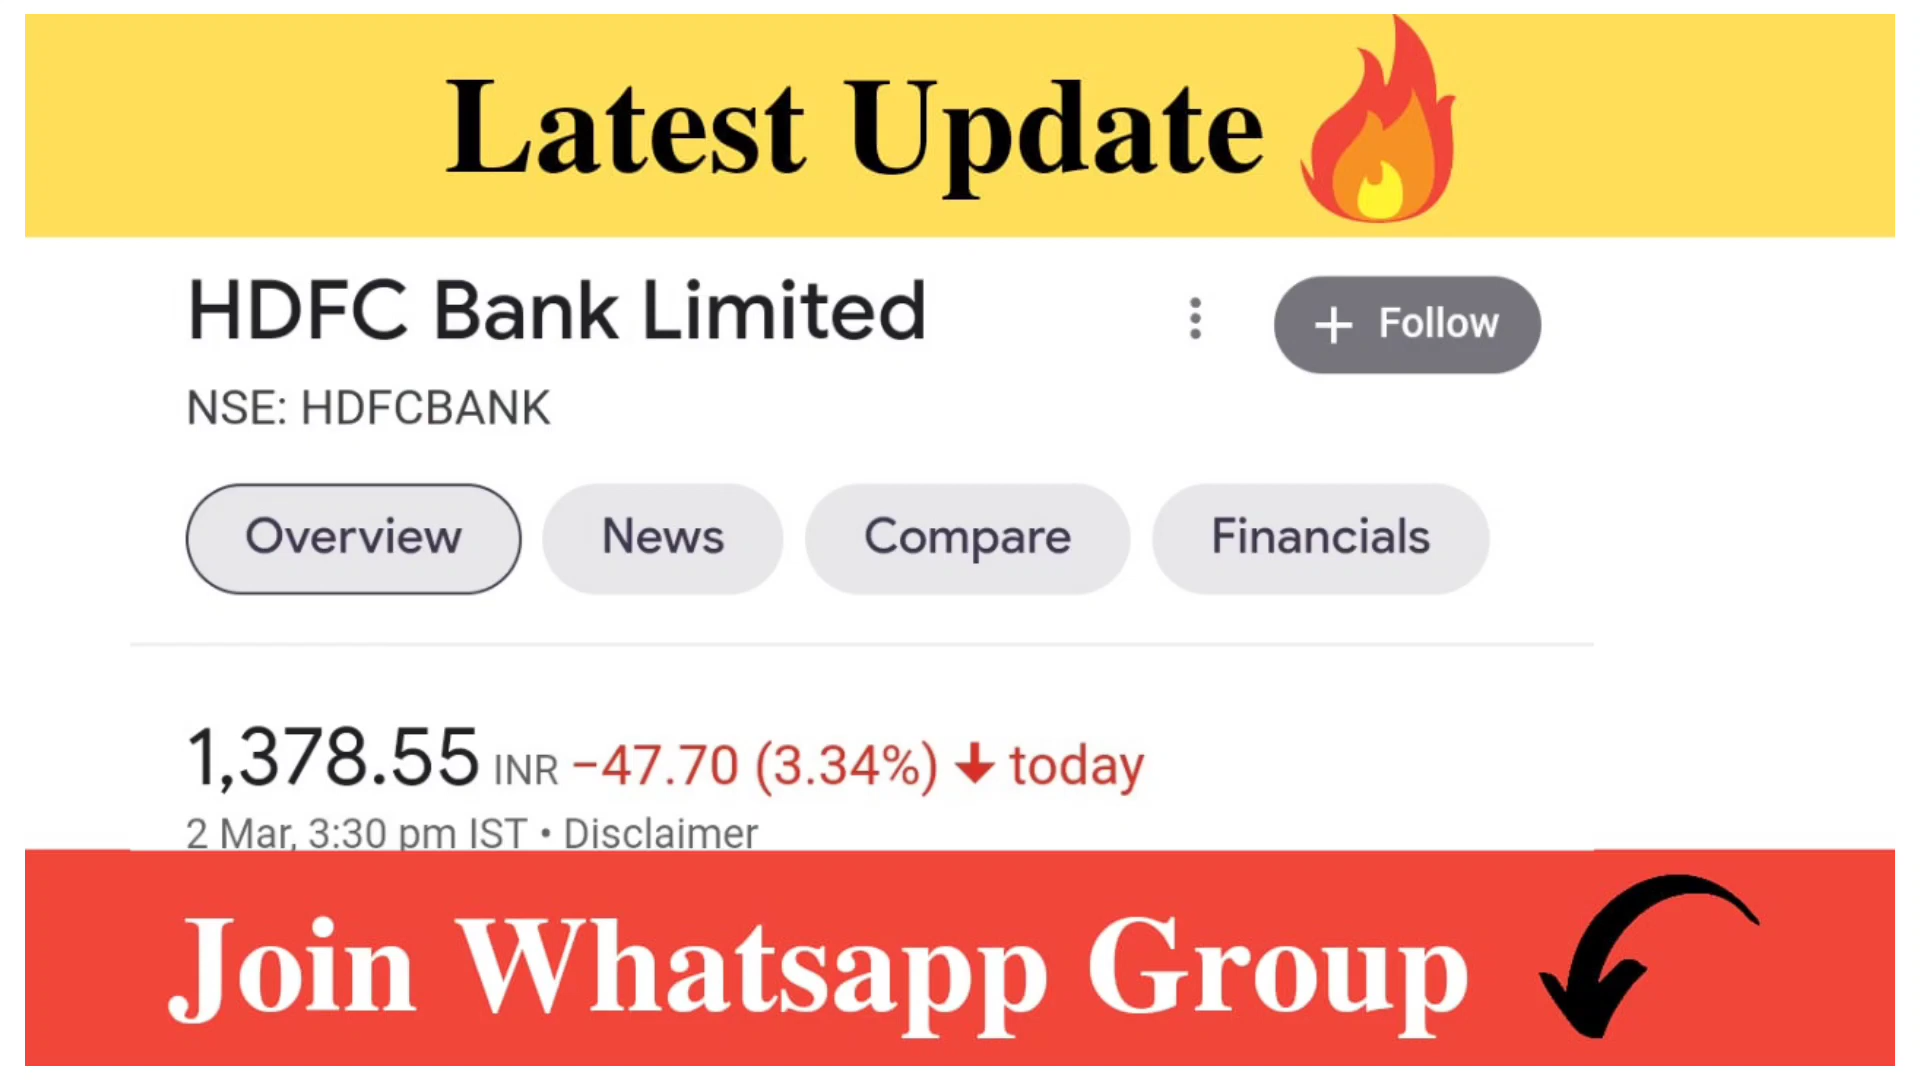 Latest Update
HDFC Bank Limited
+ Follow
NSE: HDFCBANK
Overview
News
Compare
Financials
1,378.55 INR −47.70 (3.34%) ↓ today
2 Mar, 3:30 pm IST • Disclaimer
Join Whatsapp Group